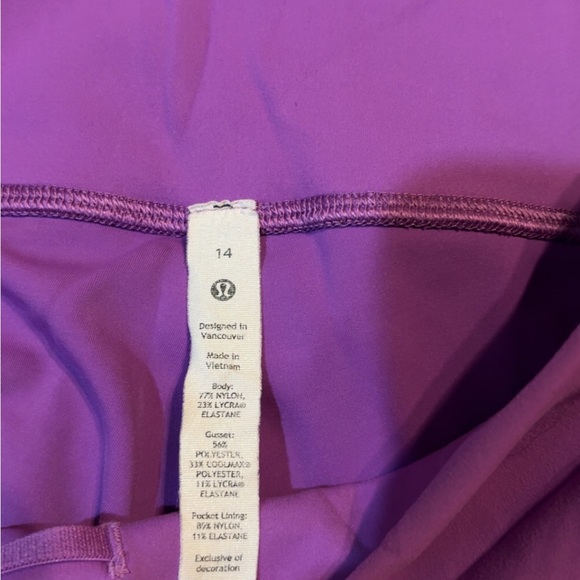 14
Designed in
Vancouver
Made in
Vietnam
Body:
77% NYLON,
23% LYCRA®
ELASTANE
Gusset:
56%
POLYESTER,
33% COOLMAX®
POLYESTER,
11% LYCRA®
ELASTANE
Pocket Lining:
89% NYLON,
11% ELASTANE
Exclusive of
decoration